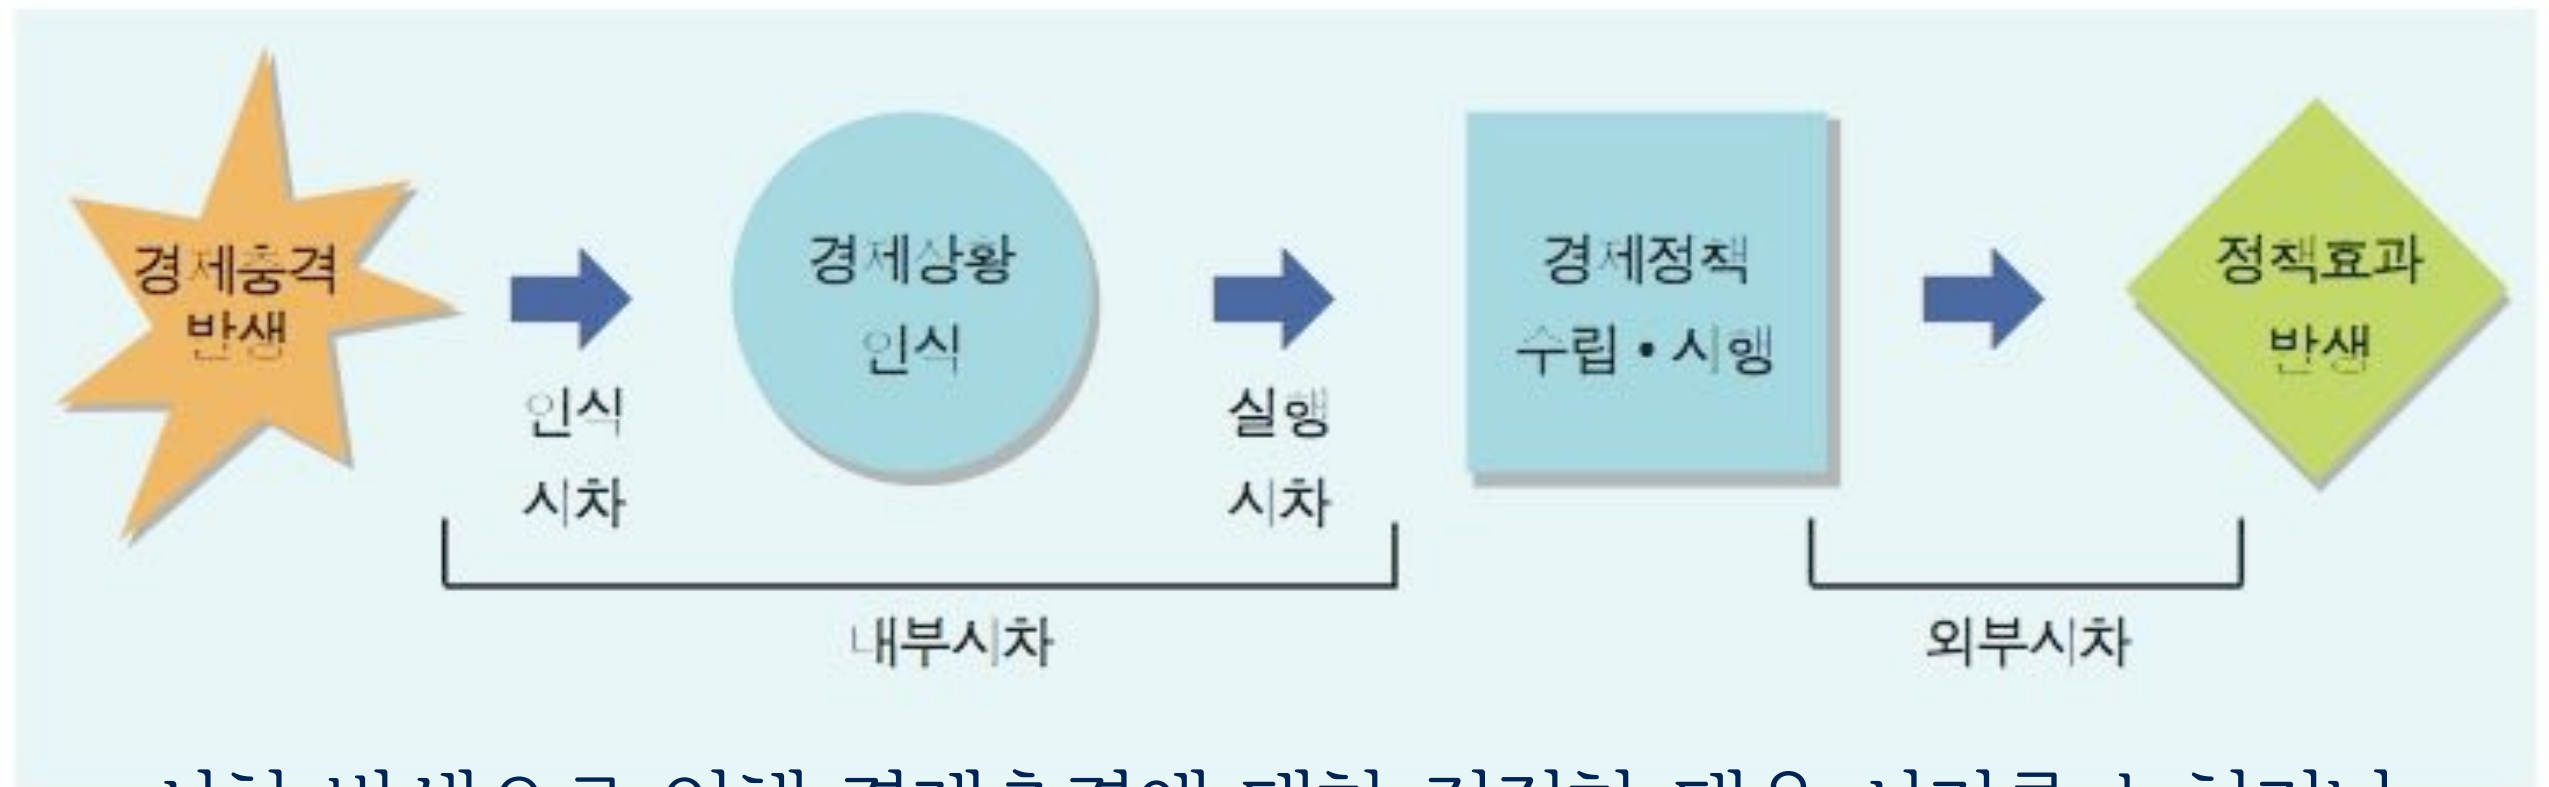 경제충격
발생
인식
시차
경제상황
인식
실행
시차
경제정책
수립 • 시행
정책효과
발생
내부시차
외부시차